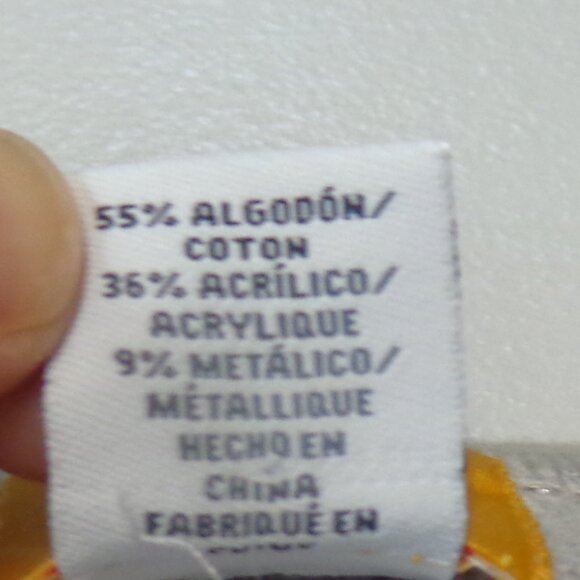 55% ALGODÓN/
COTON
36% ACRÍLICO/
ACRYLIQUE
9% METÁLICO/
MÉTALLIQUE
HECHO EN
CHINA
FABRIQUÉ EN